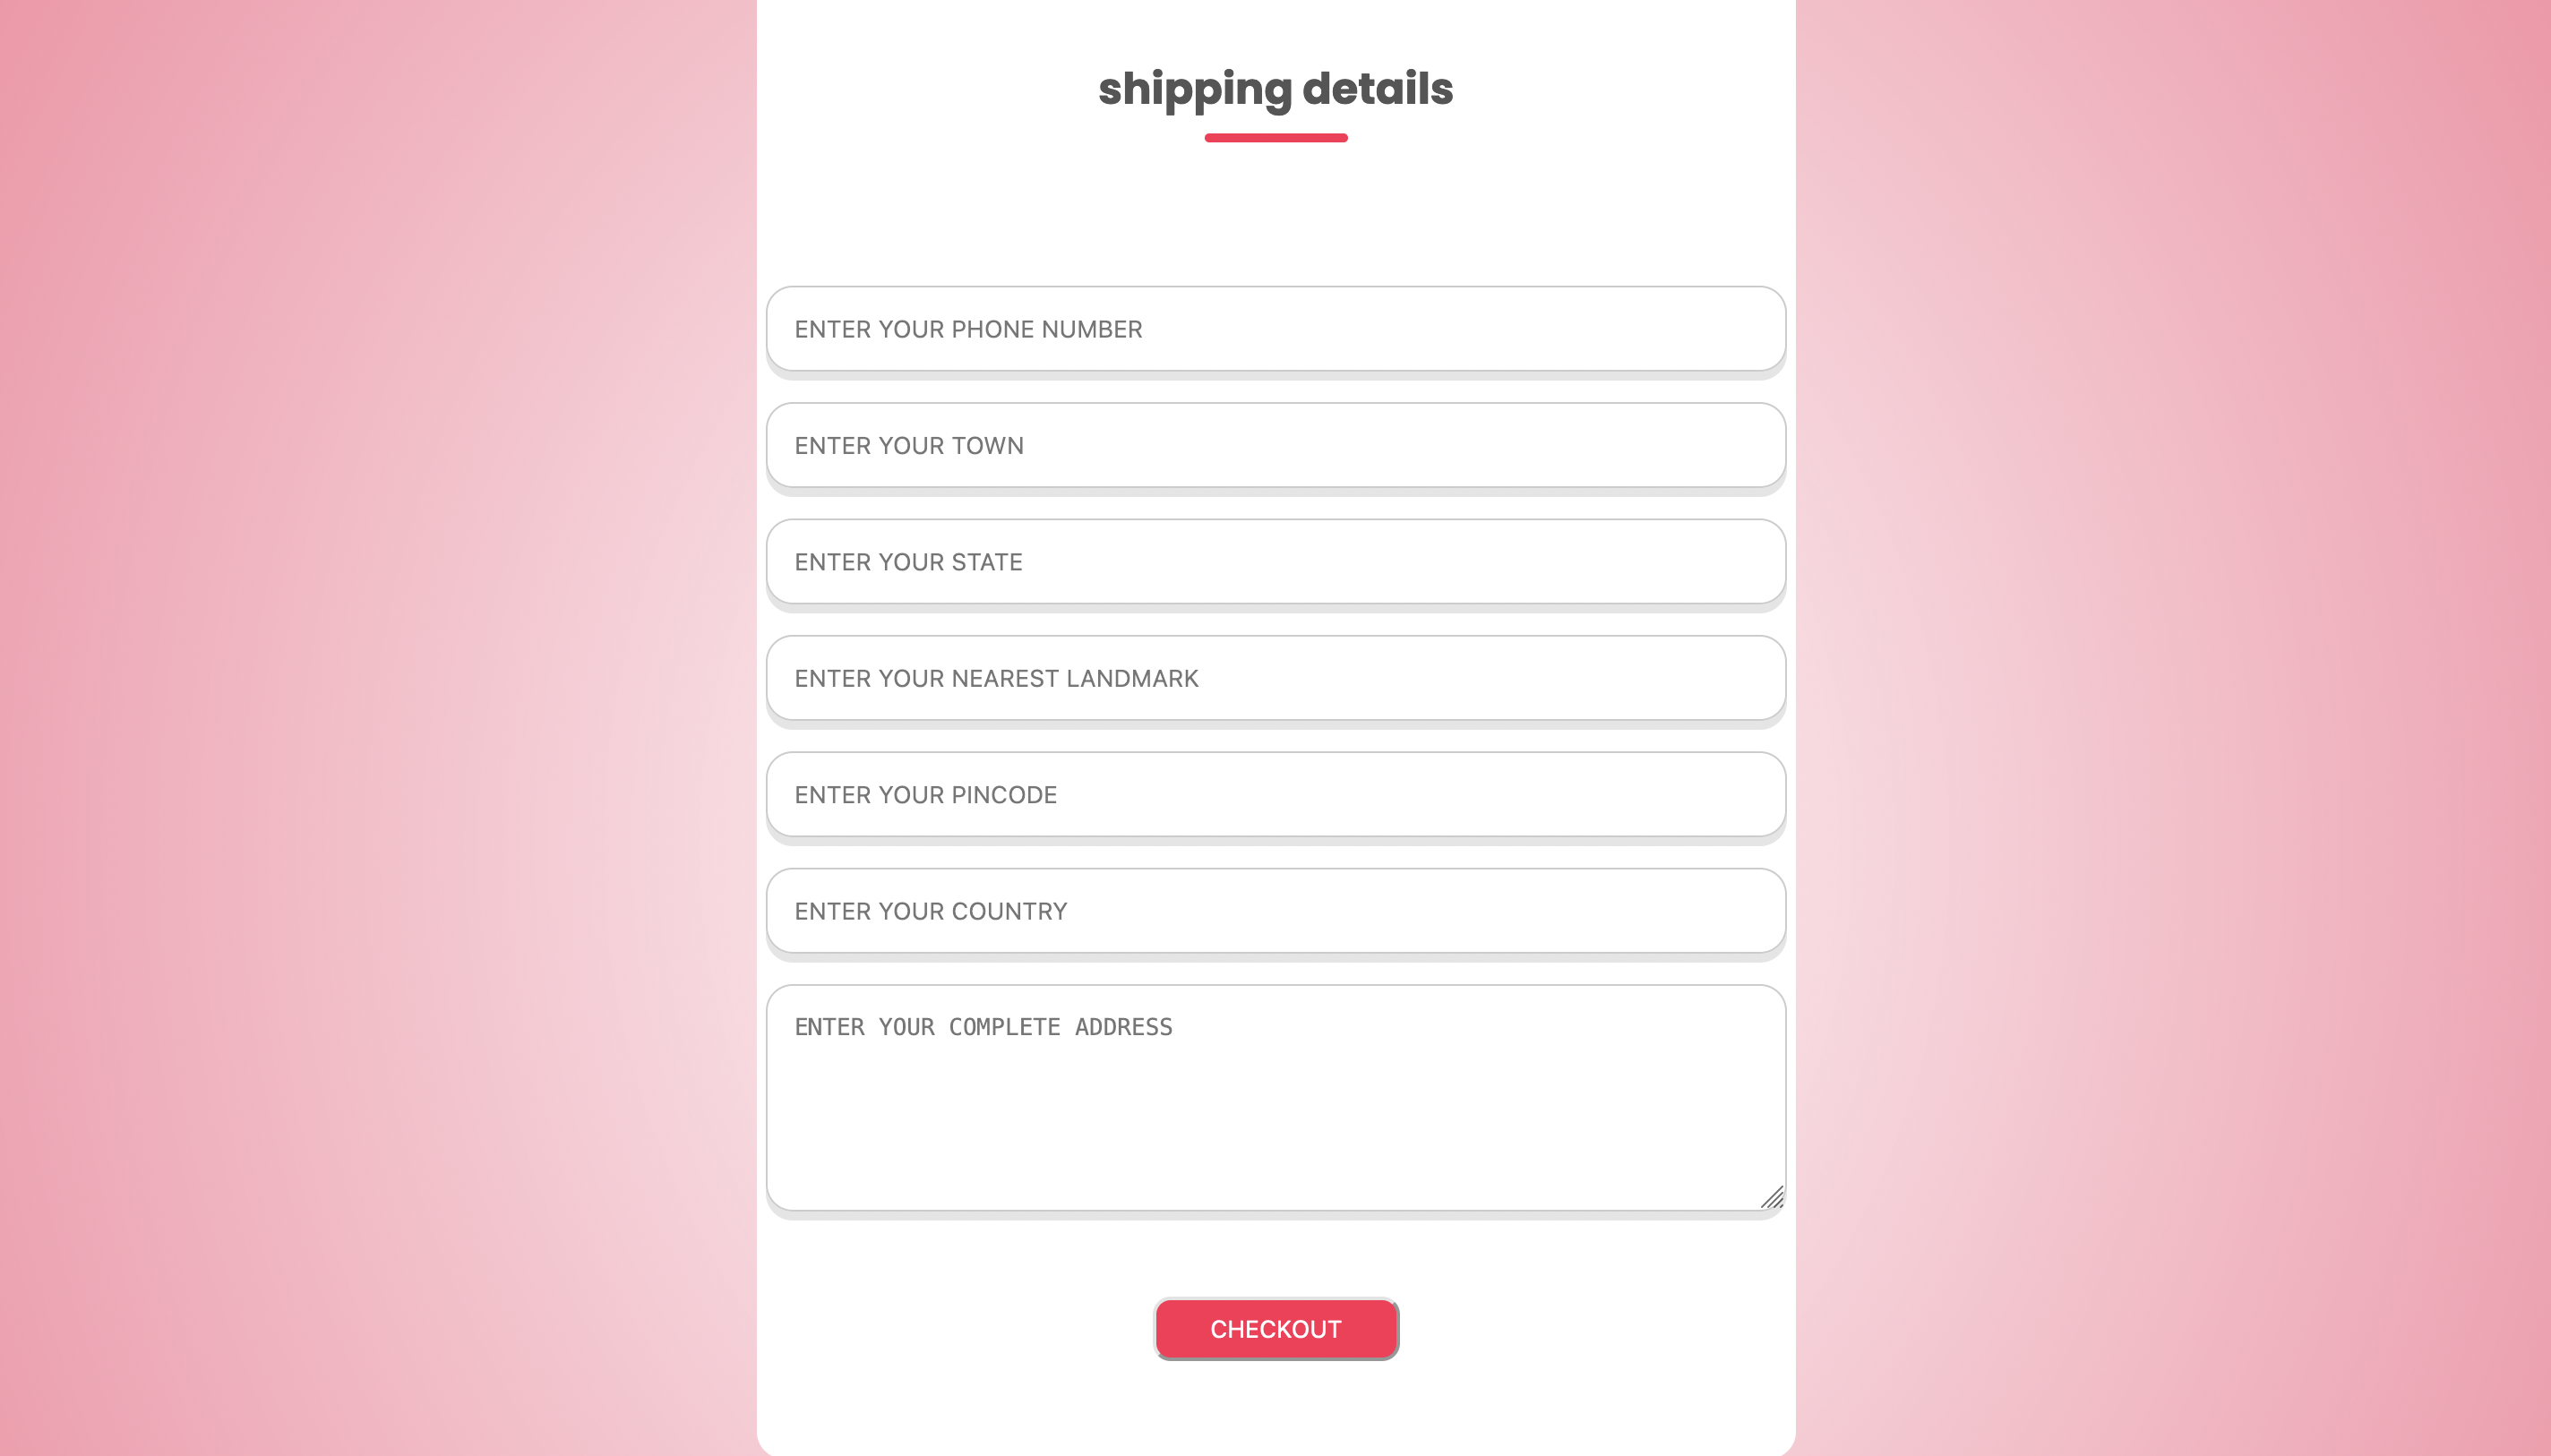 shipping details
ENTER YOUR PHONE NUMBER
ENTER YOUR TOWN
ENTER YOUR STATE
ENTER YOUR NEAREST LANDMARK
ENTER YOUR PINCODE
ENTER YOUR COUNTRY
ENTER YOUR COMPLETE ADDRESS
CHECKOUT